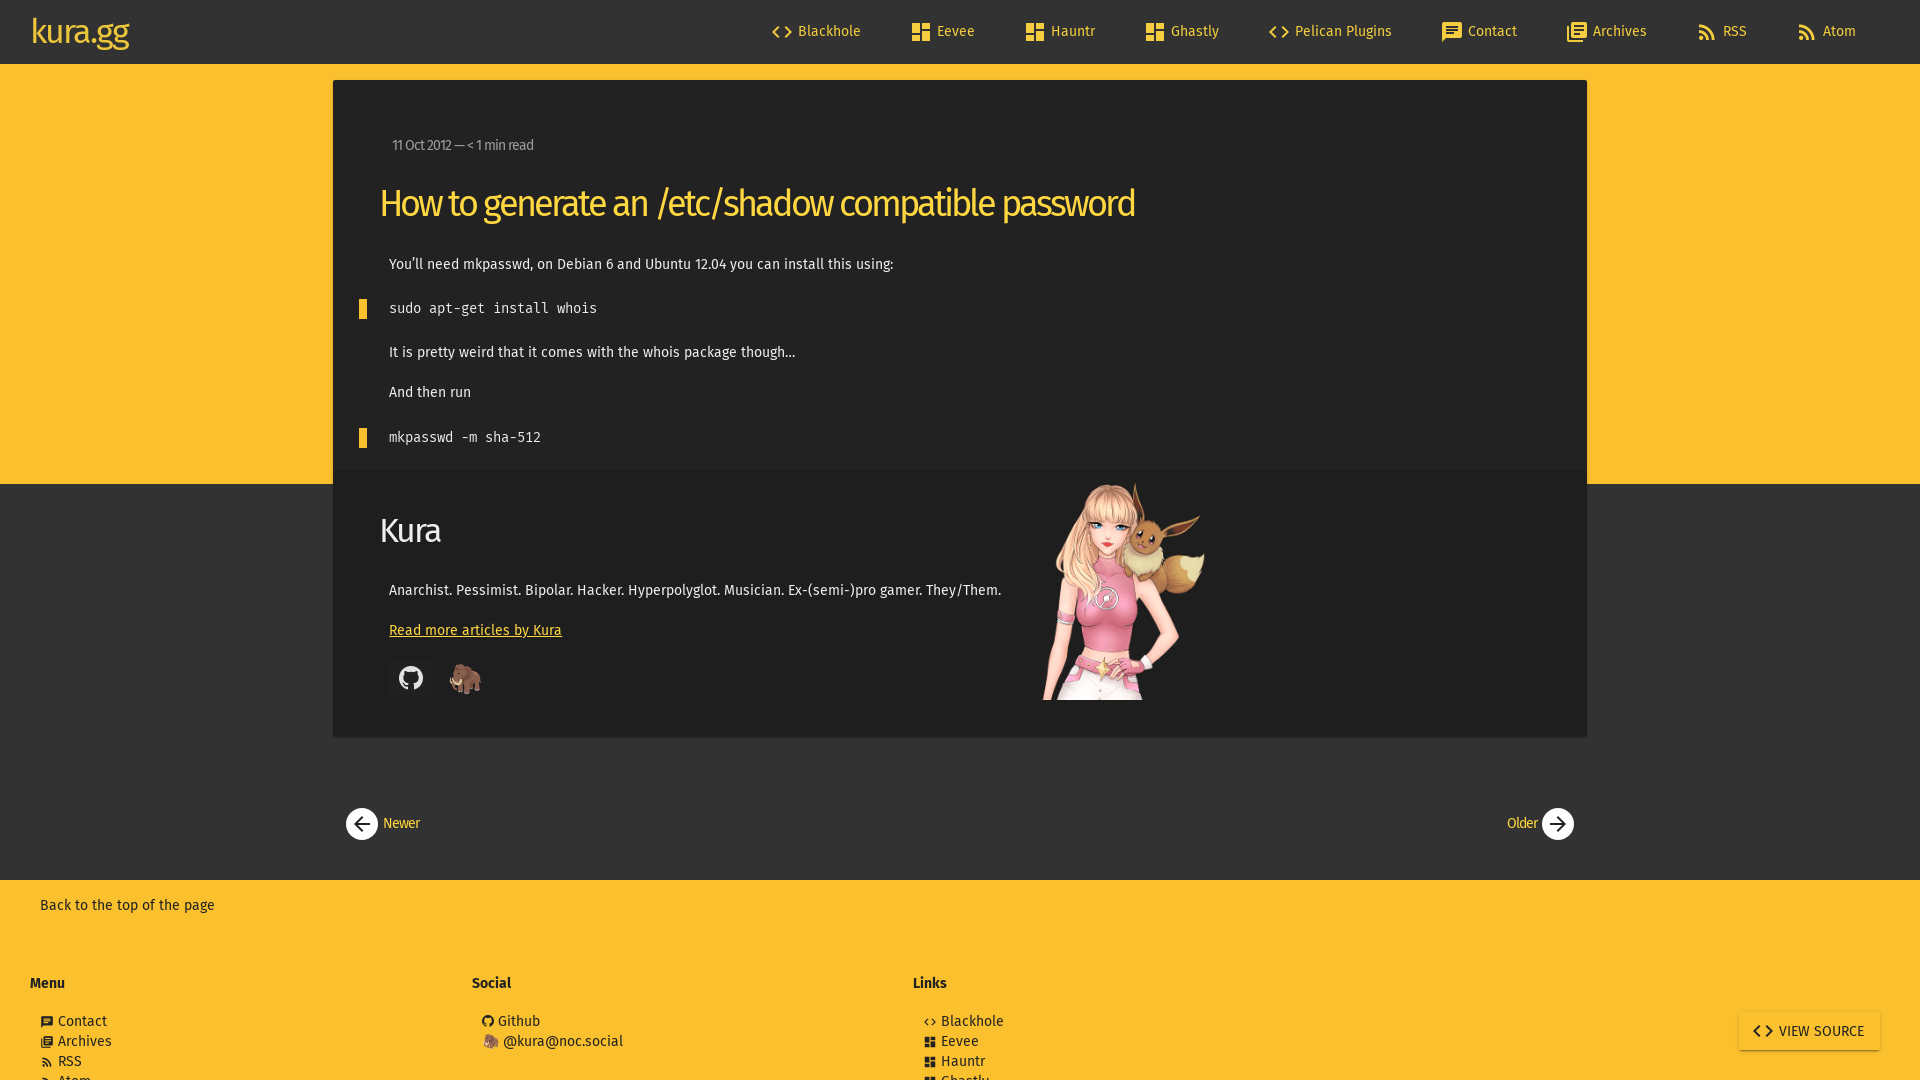 kura.gg
Blackhole
Eevee
Hauntr
Ghastly
Pelican Plugins
Contact
Archives
RSS
Atom
11 Oct 2012 — < 1 min read
How to generate an /etc/shadow compatible password
You’ll need mkpasswd, on Debian 6 and Ubuntu 12.04 you can install this using:
sudo apt-get install whois
It is pretty weird that it comes with the whois package though…
And then run
mkpasswd -m sha-512
Kura
Anarchist. Pessimist. Bipolar. Hacker. Hyperpolyglot. Musician. Ex-(semi-)pro gamer. They/Them.
Read more articles by Kura
Newer
Older
Back to the top of the page
Menu
Contact
Archives
RSS
Atom
Social
Github
@kura@noc.social
Links
Blackhole
Eevee
Hauntr
Ghastly
VIEW SOURCE